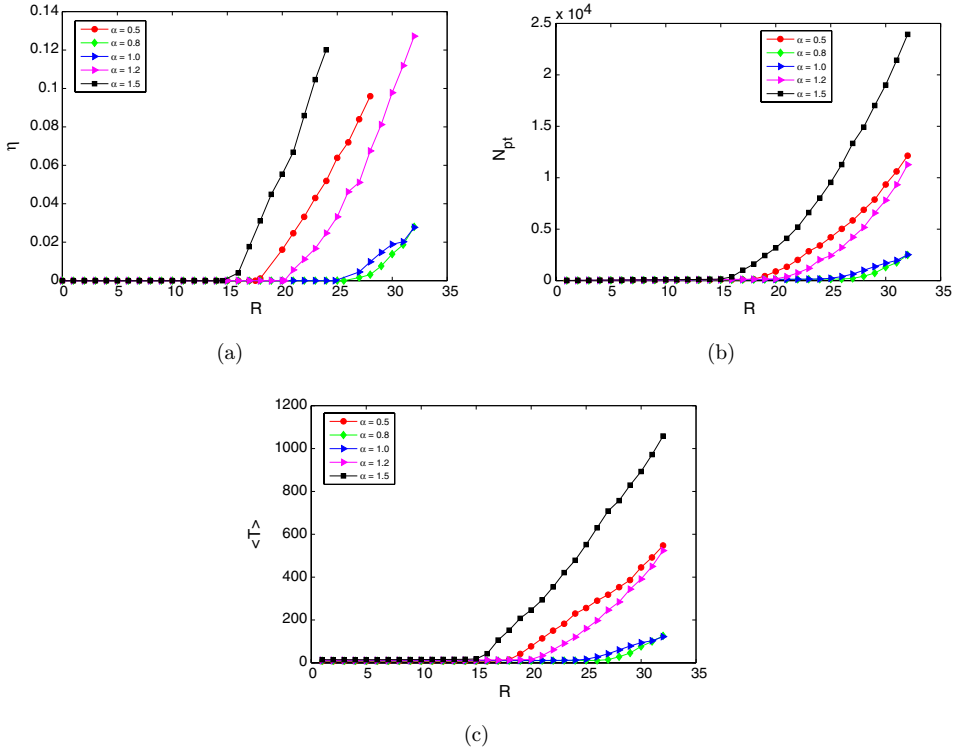 0.14
0.12
0.1
0.08
0.06
0.04
0.02
0
η
0 5 10 15 20 25 30 35
R
α = 0.5
α = 0.8
α = 1.0
α = 1.2
α = 1.5
(a)
2.5 x 10^4
2
1.5
1
0.5
0
N_pt
0 5 10 15 20 25 30 35
R
α = 0.5
α = 0.8
α = 1.0
α = 1.2
α = 1.5
(b)
1200
1000
800
600
400
200
0
<T>
0 5 10 15 20 25 30 35
R
α = 0.5
α = 0.8
α = 1.0
α = 1.2
α = 1.5
(c)